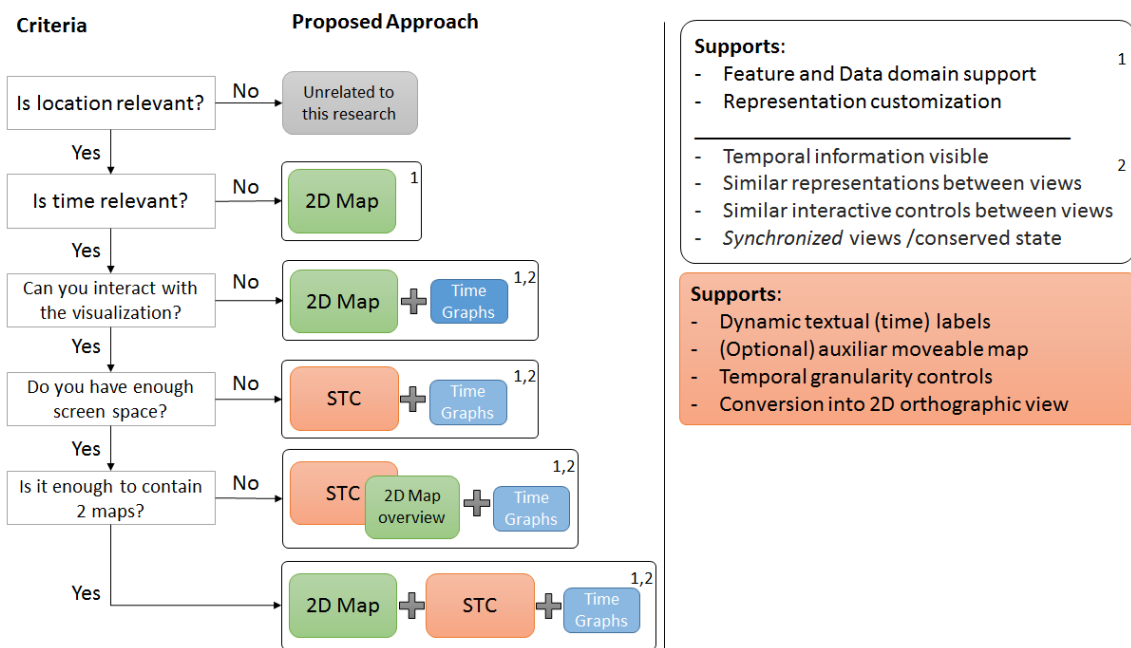 Criteria
Proposed Approach
Is location relevant?
No
Unrelated to
this research
Yes
Is time relevant?
No
2D Map
1
Yes
Can you interact with
the visualization?
No
2D Map
Time
Graphs
1,2
Yes
Do you have enough
screen space?
No
STC
Time
Graphs
1,2
Yes
Is it enough to contain
2 maps?
No
STC
2D Map
overview
Time
Graphs
1,2
Yes
2D Map
STC
Time
Graphs
1,2
Supports:
1
- Feature and Data domain support
- Representation customization
- Temporal information visible
2
- Similar representations between views
- Similar interactive controls between views
- Synchronized views /conserved state
Supports:
- Dynamic textual (time) labels
- (Optional) auxiliar moveable map
- Temporal granularity controls
- Conversion into 2D orthographic view